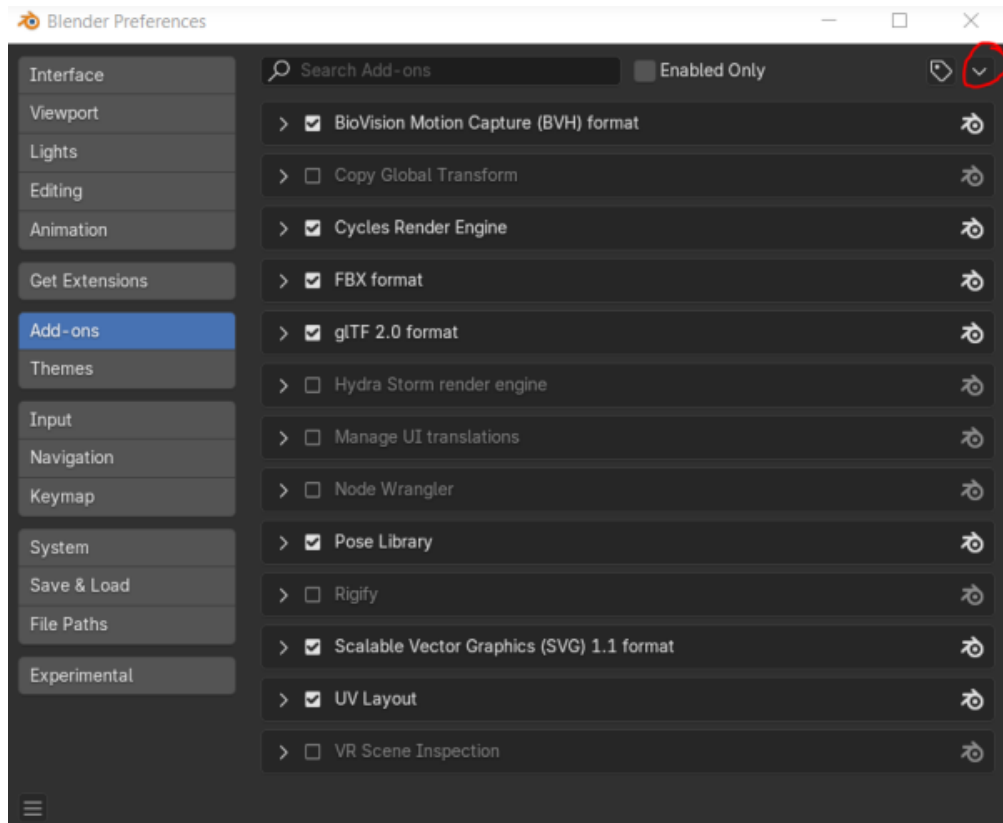 Blender Preferences
Interface
Viewport
Lights
Editing
Animation
Get Extensions
Add-ons
Themes
Input
Navigation
Keymap
System
Save & Load
File Paths
Experimental
Search Add-ons
Enabled Only
BioVision Motion Capture (BVH) format
Copy Global Transform
Cycles Render Engine
FBX format
glTF 2.0 format
Hydra Storm render engine
Manage UI translations
Node Wrangler
Pose Library
Rigify
Scalable Vector Graphics (SVG) 1.1 format
UV Layout
VR Scene Inspection